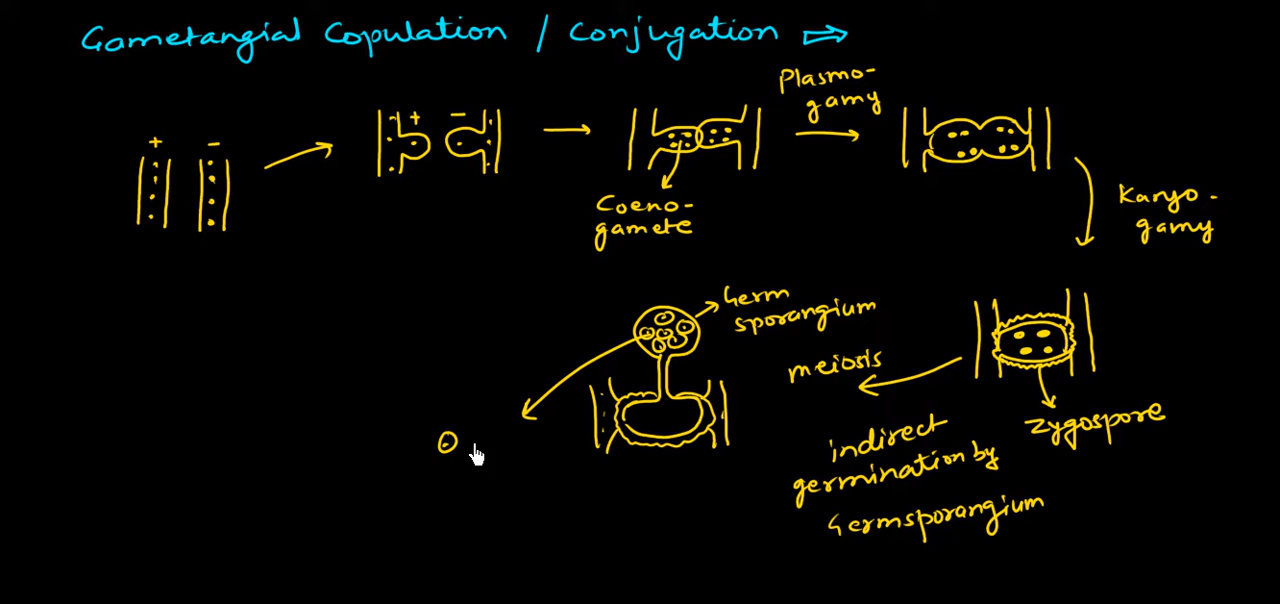 Gametangial Copulation / Conjugation ⇒
+ -
+ -
Plasmo-
gamy
Coeno-
gamete
Karyo-
gamy
Germ
sporangium
meiosis
zygospore
indirect
germination by
Germsporangium